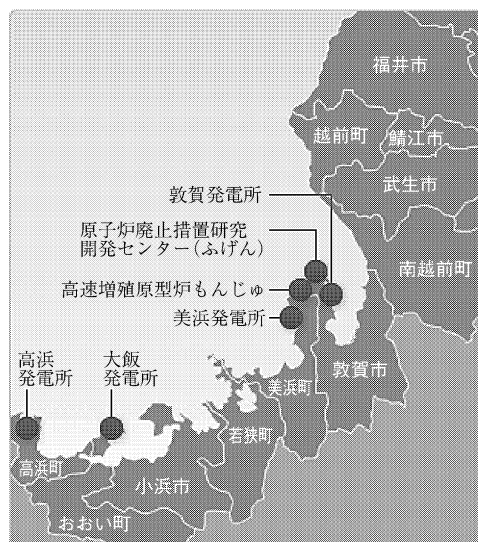 福井市
越前町
鯖江市
武生市
敦賀発電所
原子炉廃止措置研究
開発センター（ふげん）
南越前町
高速増殖原型炉もんじゅ
美浜発電所
高浜
発電所
大飯
発電所
敦賀市
美浜町
若狭町
高浜町
小浜市
おおい町